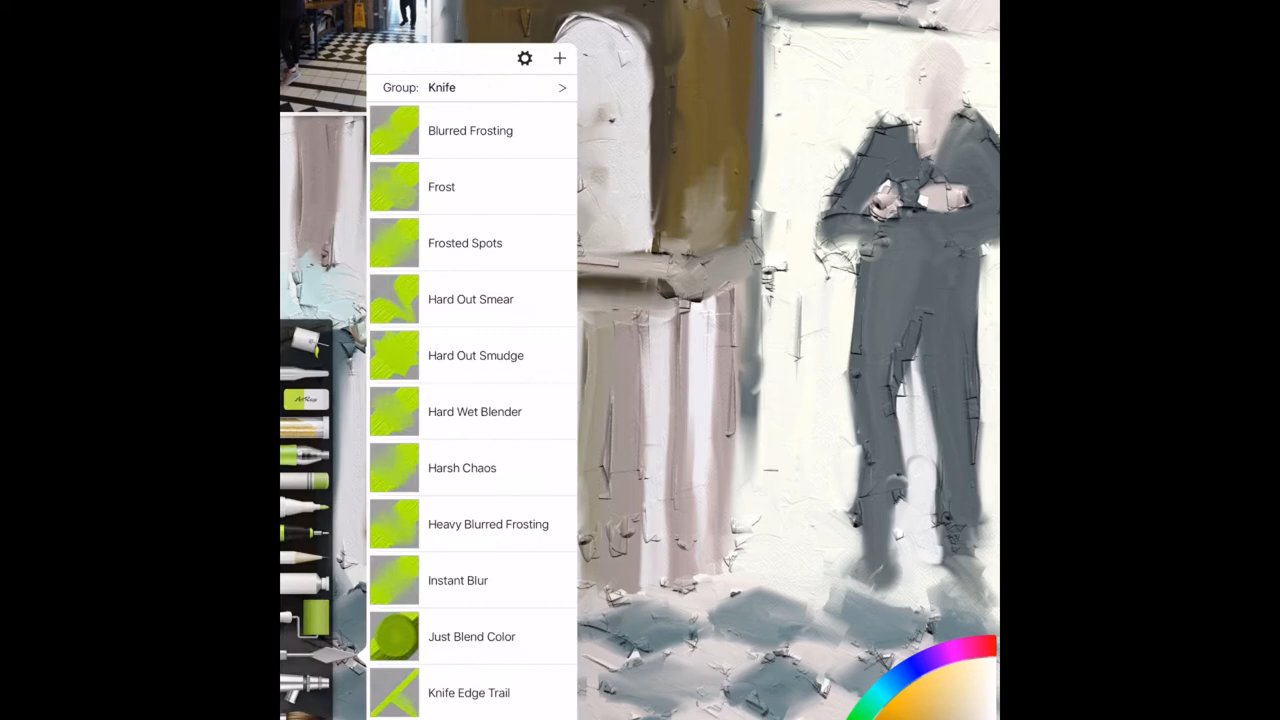 Group: Knife >
Blurred Frosting
Frost
Frosted Spots
Hard Out Smear
Hard Out Smudge
ArtRage
Hard Wet Blender
Harsh Chaos
Heavy Blurred Frosting
Instant Blur
Just Blend Color
Knife Edge Trail